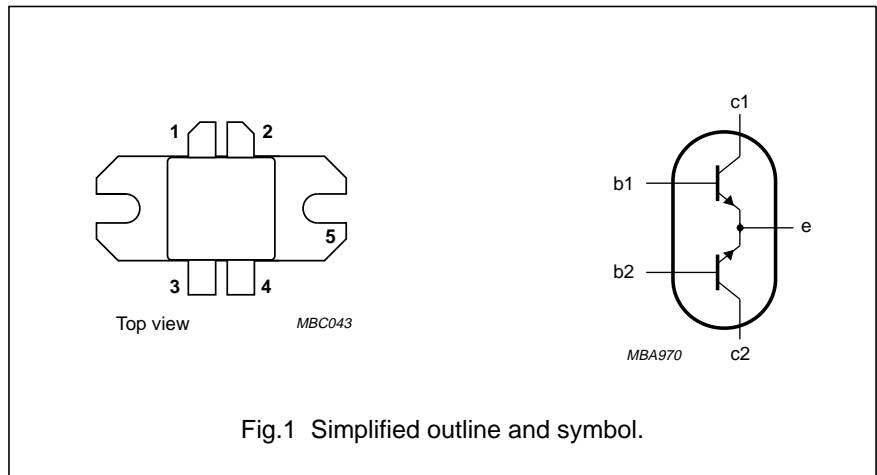 1 2
5
3 4
Top view MBC043
c1
b1
e
b2
MBA970 c2
Fig.1 Simplified outline and symbol.